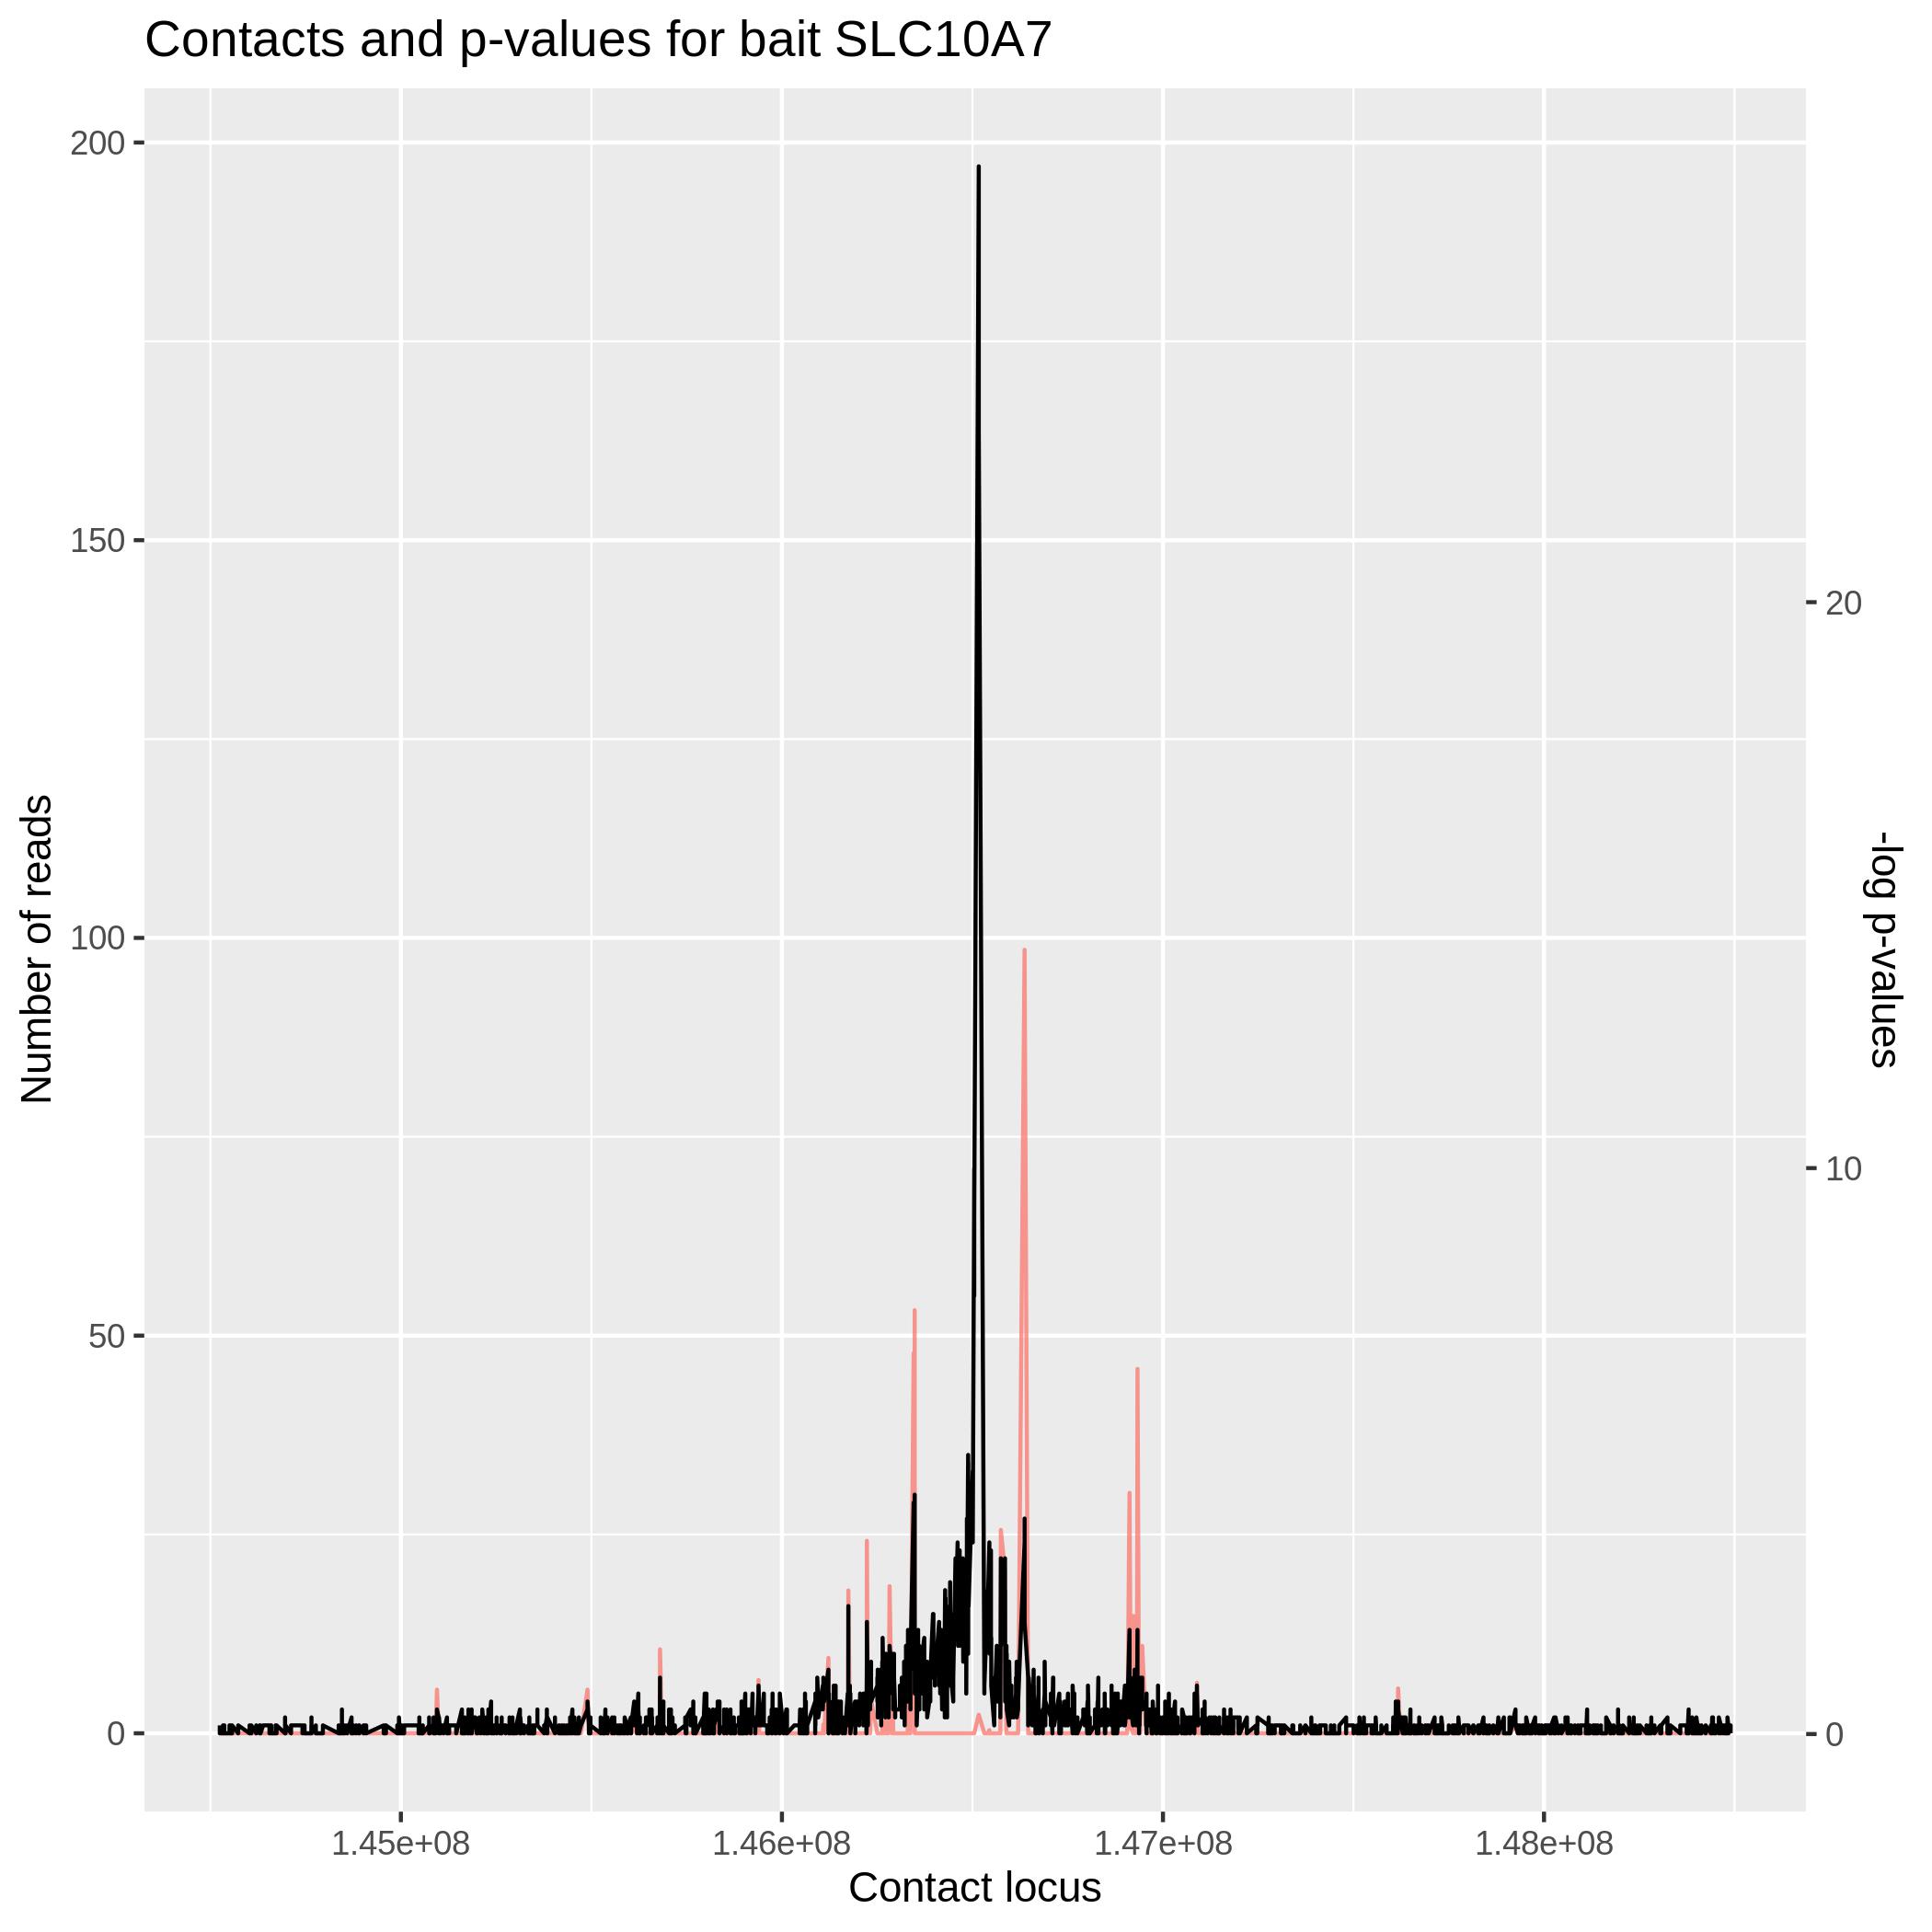 Contacts and p-values for bait SLC10A7
200
150
100
50
0
Number of reads
20
10
0
-log p-values
1.45e+08
1.46e+08
1.47e+08
1.48e+08
Contact locus